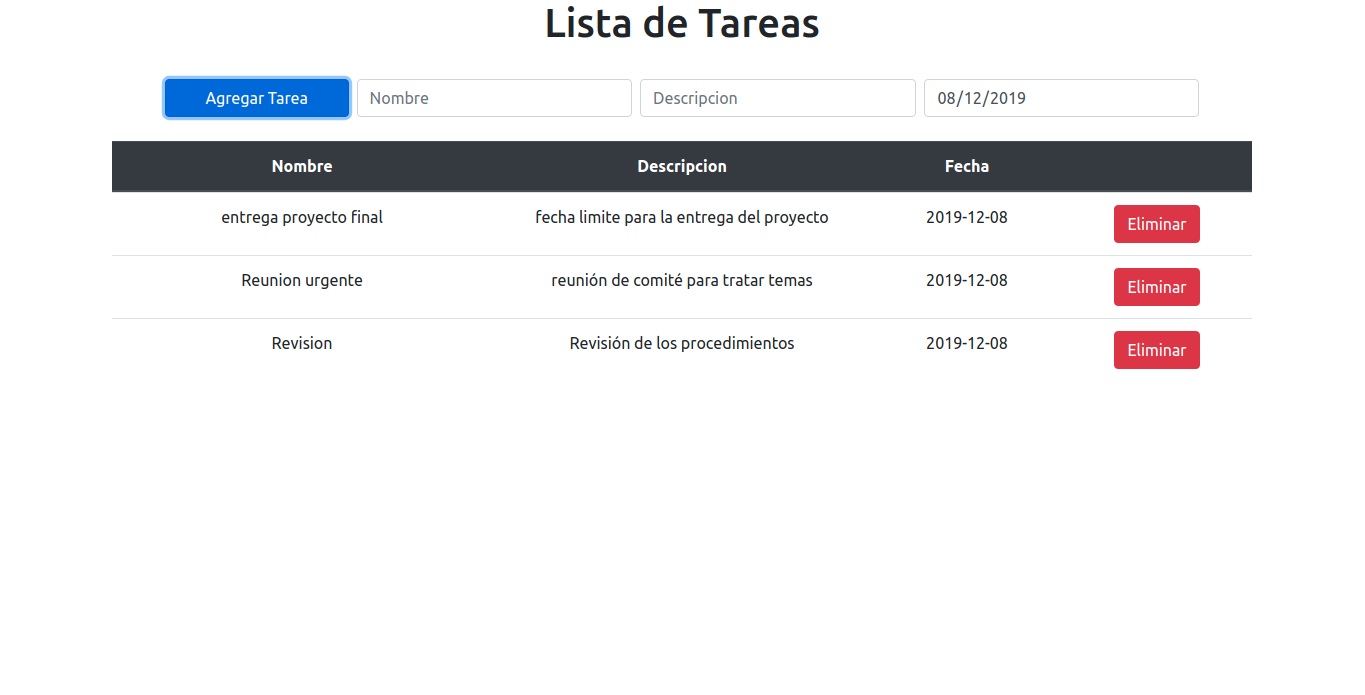 Lista de Tareas
Agregar Tarea Nombre Descripcion 08/12/2019
Nombre Descripcion Fecha
entrega proyecto final fecha limite para la entrega del proyecto 2019-12-08 Eliminar
Reunion urgente reunión de comité para tratar temas 2019-12-08 Eliminar
Revision Revisión de los procedimientos 2019-12-08 Eliminar